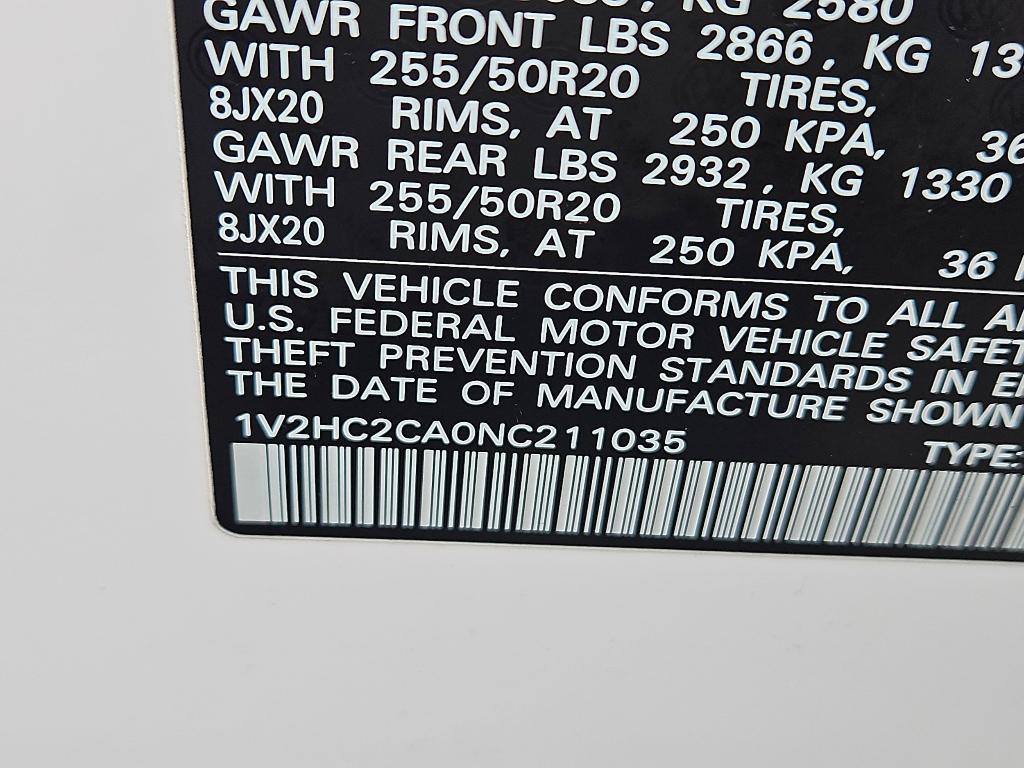 KG 2580
GAWR FRONT LBS 2866, KG 13
WITH 255/50R20 TIRES,
8JX20 RIMS, AT 250 KPA, 36
GAWR REAR LBS 2932, KG 1330
WITH 255/50R20 TIRES,
8JX20 RIMS, AT 250 KPA, 36
THIS VEHICLE CONFORMS TO ALL
U.S. FEDERAL MOTOR VEHICLE SAFET
THEFT PREVENTION STANDARDS IN
THE DATE OF MANUFACTURE SHOWN
1V2HC2CA0NC211035 TYPE: